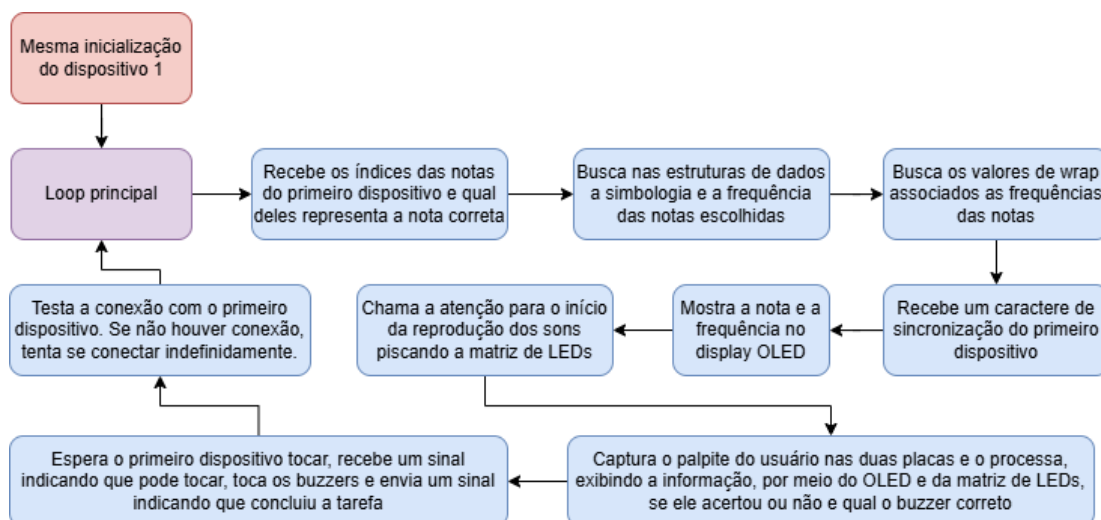 Mesma inicialização
do dispositivo 1
Loop principal
Recebe os índices das notas
do primeiro dispositivo e qual
deles representa a nota correta
Busca nas estruturas de dados
a simbologia e a frequência
das notas escolhidas
Busca os valores de wrap
associados as frequências
das notas
Recebe um caractere de
sincronização do primeiro
dispositivo
Mostra a nota e a
frequência no
display OLED
Chama a atenção para o início
da reprodução dos sons
piscando a matriz de LEDs
Captura o palpite do usuário nas duas placas e o processa,
exibindo a informação, por meio do OLED e da matriz de LEDs,
se ele acertou ou não e qual o buzzer correto
Espera o primeiro dispositivo tocar, recebe um sinal
indicando que pode tocar, toca os buzzers e envia um sinal
indicando que concluiu a tarefa
Testa a conexão com o primeiro
dispositivo. Se não houver conexão,
tenta se conectar indefinidamente.